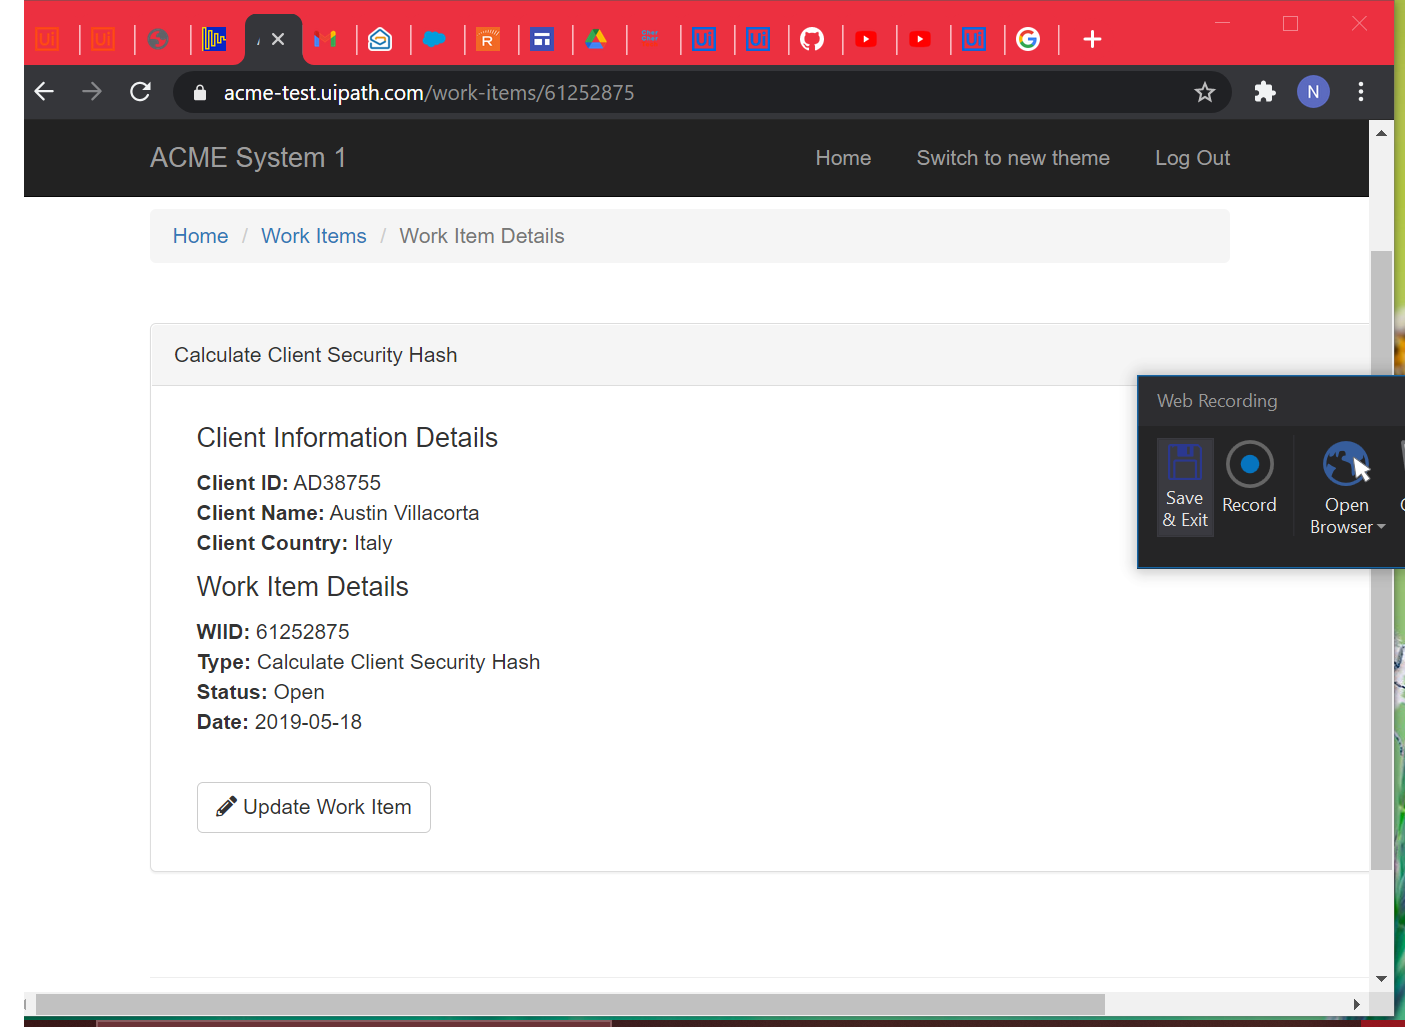 acme-test.uipath.com/work-items/61252875
N
ACME System 1
Home
Switch to new theme
Log Out
Home / Work Items / Work Item Details
Calculate Client Security Hash
Client Information Details
Client ID: AD38755
Client Name: Austin Villacorta
Client Country: Italy
Work Item Details
WIID: 61252875
Type: Calculate Client Security Hash
Status: Open
Date: 2019-05-18
Update Work Item
Web Recording
Save & Exit
Record
Open Browser